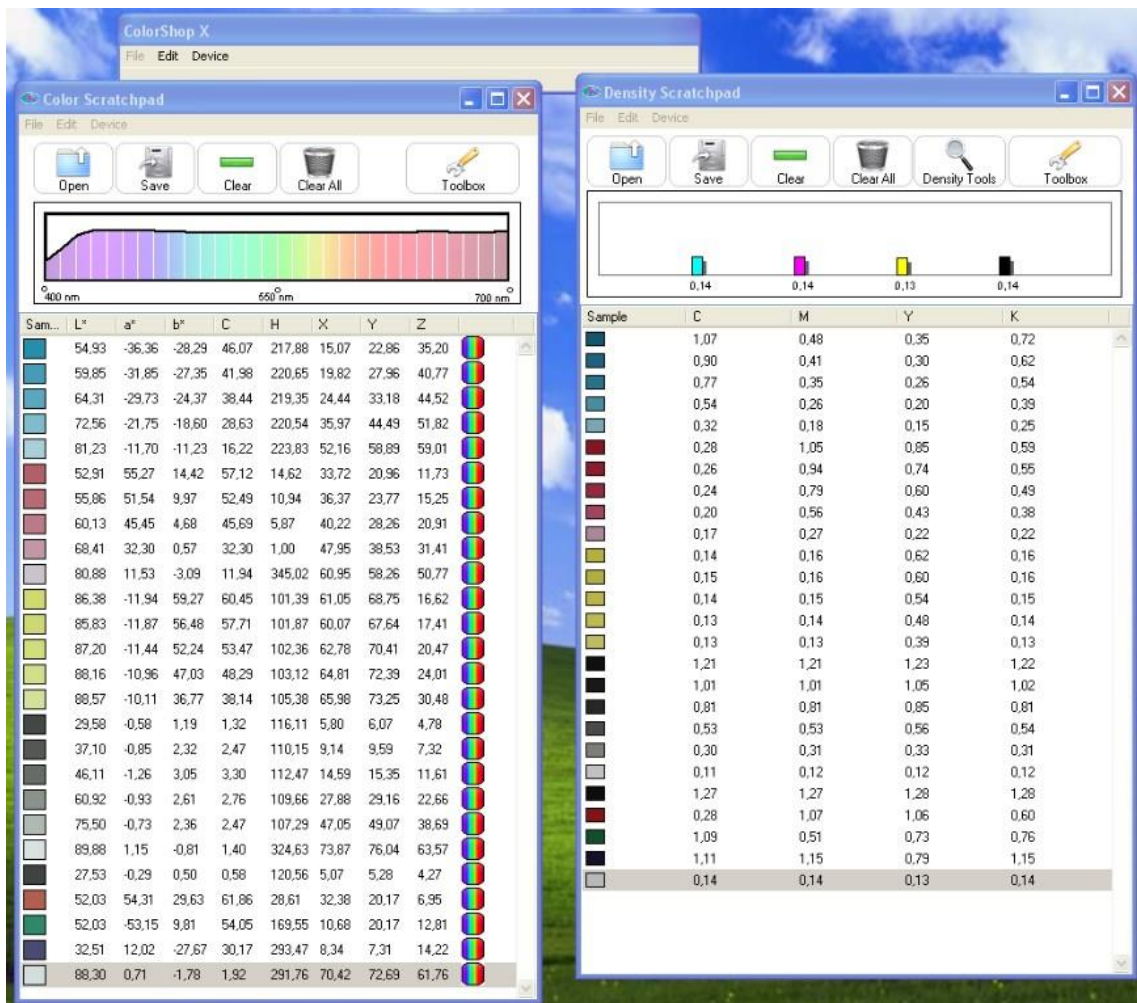 ColorShop X
File Edit Device
Color Scratchpad
File Edit Device
Open Save Clear Clear All Toolbox
400 nm 550 nm 700 nm
Sam... L* a* b* C H X Y Z
54,93 -36,36 -28,29 46,07 217,88 15,07 22,86 35,20
59,85 -31,85 -27,35 41,98 220,65 19,82 27,96 40,77
64,31 -29,73 -24,37 38,44 219,35 24,44 33,18 44,52
72,56 -21,75 -18,60 28,63 220,54 35,97 44,49 51,82
81,23 -11,70 -11,23 16,22 223,83 52,16 58,89 59,01
52,91 55,27 14,42 57,12 14,62 33,72 20,96 11,73
55,86 51,54 9,97 52,49 10,94 36,37 23,77 15,25
60,13 45,45 4,68 45,69 5,87 40,22 28,26 20,91
68,41 32,30 0,57 32,30 1,00 47,95 38,53 31,41
80,88 11,53 -3,09 11,94 345,02 60,95 58,26 50,77
86,38 -11,94 59,27 60,45 101,39 61,05 68,75 16,62
85,83 -11,87 56,48 57,71 101,87 60,07 67,64 17,41
87,20 -11,44 52,24 53,47 102,36 62,78 70,41 20,47
88,16 -10,96 47,03 48,29 103,12 64,81 72,39 24,01
88,57 -10,11 36,77 38,14 105,38 65,98 73,25 30,48
29,58 -0,58 1,19 1,32 116,11 5,80 6,07 4,78
37,10 -0,85 2,32 2,47 110,15 9,14 9,59 7,32
46,11 -1,26 3,05 3,30 112,47 14,59 15,35 11,61
60,92 -0,93 2,61 2,76 109,66 27,88 29,16 22,66
75,50 -0,73 2,36 2,47 107,29 47,05 49,07 38,69
89,88 1,15 -0,81 1,40 324,63 73,87 76,04 63,57
27,53 -0,29 0,50 0,58 120,56 5,07 5,28 4,27
52,03 54,31 29,63 61,86 28,61 32,38 20,17 6,95
52,03 -53,15 9,81 54,05 169,55 10,68 20,17 12,81
32,51 12,02 -27,67 30,17 293,47 8,34 7,31 14,22
88,30 0,71 -1,78 1,92 291,76 70,42 72,69 61,76
Density Scratchpad
File Edit Device
Open Save Clear Clear All Density Tools Toolbox
0,14 0,14 0,13 0,14
Sample C M Y K
1,07 0,48 0,35 0,72
0,90 0,41 0,30 0,62
0,77 0,35 0,26 0,54
0,54 0,26 0,20 0,39
0,32 0,18 0,15 0,25
0,28 1,05 0,85 0,59
0,26 0,94 0,74 0,55
0,24 0,79 0,60 0,49
0,20 0,56 0,43 0,38
0,17 0,27 0,22 0,22
0,14 0,16 0,62 0,16
0,15 0,16 0,60 0,16
0,14 0,15 0,54 0,15
0,13 0,14 0,48 0,14
0,13 0,13 0,39 0,13
1,21 1,21 1,23 1,22
1,01 1,01 1,05 1,02
0,81 0,81 0,85 0,81
0,53 0,53 0,56 0,54
0,30 0,31 0,33 0,31
0,11 0,12 0,12 0,12
1,27 1,27 1,28 1,28
0,28 1,07 1,06 0,60
1,09 0,51 0,73 0,76
1,11 1,15 0,79 1,15
0,14 0,14 0,13 0,14